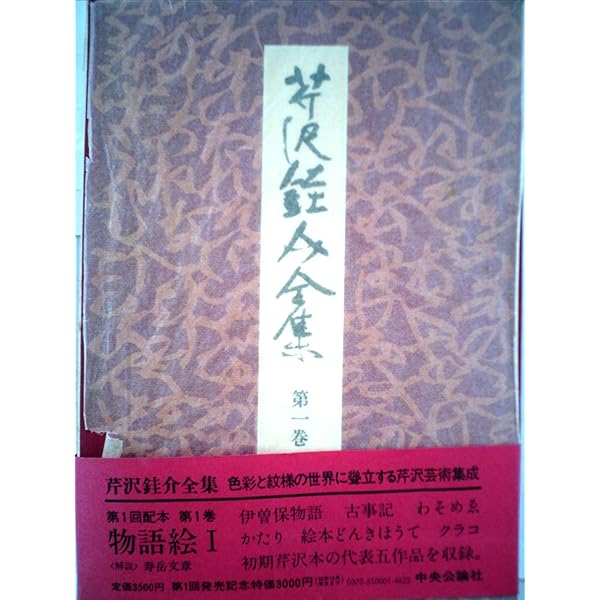 芹沢銈介全集
第一巻
芹沢銈介全集 色彩と紋様の世界に聳立する芹沢芸術集成
第1回配本 第1巻
物語絵Ⅰ
〈解説〉寿岳文章
伊曽保物語 古事記 わそめゑ
かたり 絵本どんきほうて クラコ
初期芹沢本の代表五作品を収録。
定価3500円 第1回発売記念特価3000円
中央公論社